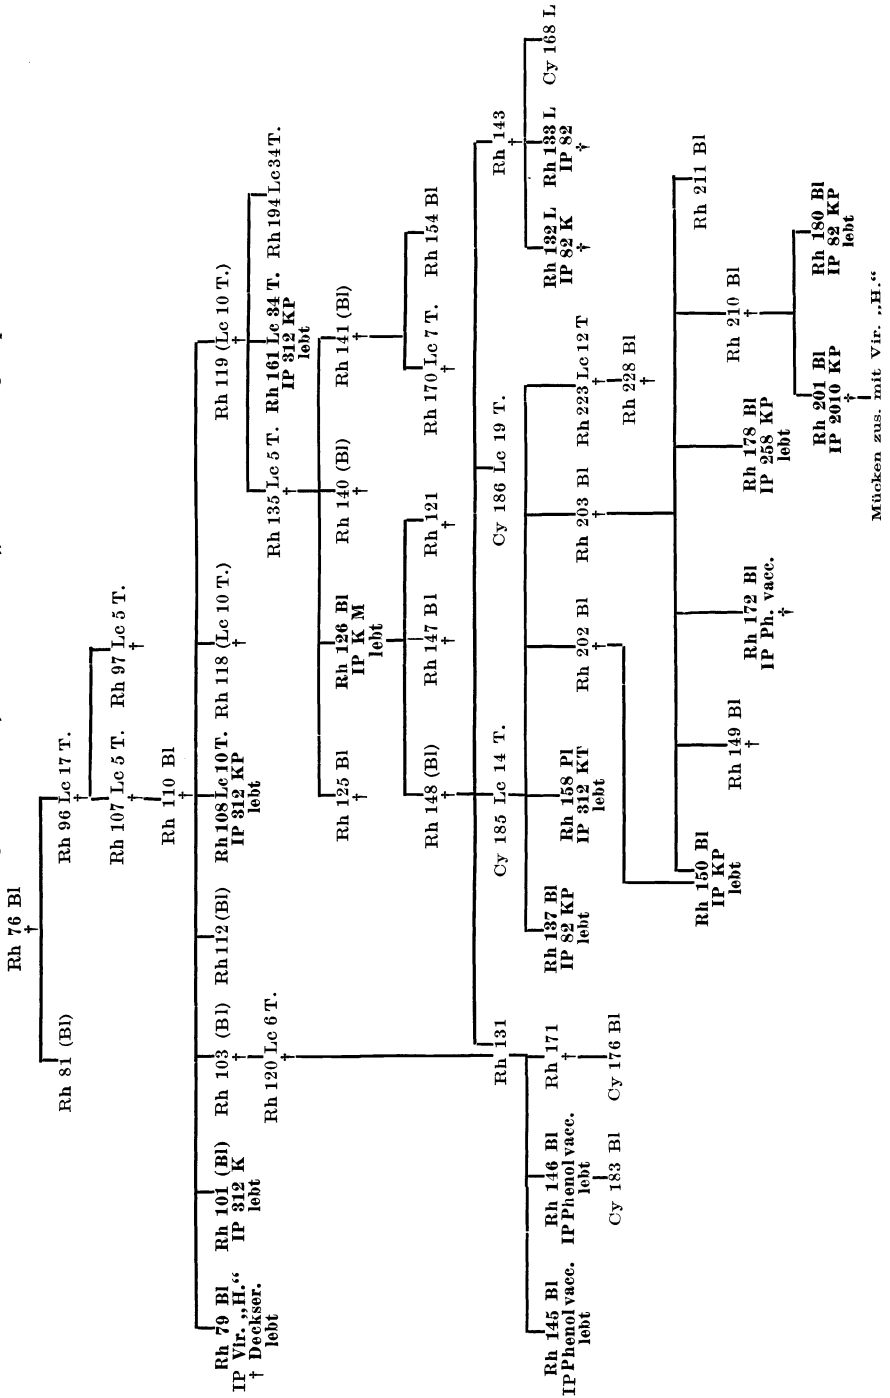 Rh 76 Bl
†
Rh 81 (Bl)
Rh 96 Lc 17 T.
†
Rh 107 Lc 5 T.
†
Rh 97 Lc 5 T.
†
Rh 110 Bl
†
Rh 79 Bl
IP Vir. „H.“
† Deckser.
lebt
Rh 101 (Bl)
IP 312 K
lebt
Rh 103 (Bl)
†
Rh 112 (Bl)
Rh 108 Lc 10 T.
IP 312 KP
lebt
Rh 118 (Lc 10 T.)
†
Rh 119 (Lc 10 T.)
†
Rh 120 Lc 6 T.
†
Rh 135 Lc 5 T.
†
Rh 161 Lc 34 T.
IP 312 KP
lebt
Rh 194 Lc 34 T.
Rh 125 Bl
†
Rh 126 Bl
IP K M
lebt
Rh 140 (Bl)
†
Rh 141 (Bl)
†
Rh 148 (Bl)
†
Rh 147 Bl
†
Rh 121
†
Rh 170 Lc 7 T.
†
Rh 154 Bl
Rh 131
Cy 185 Lc 14 T.
Cy 186 Lc 19 T.
Rh 143
†
Rh 145 Bl
IP Phenolvacc.
lebt
Rh 146 Bl
IP Phenolvacc.
lebt
Rh 171
†
Rh 137 Bl
IP 82 KP
lebt
Rh 158 Pl
IP 312 KT
lebt
Rh 202 Bl
†
Rh 203 Bl
†
Rh 223 Lc 12 T
†
Rh 132 L
IP 82 K
†
Rh 133 L
IP 82
†
Cy 168 L
Cy 183 Bl
Cy 176 Bl
Rh 228 Bl
†
Rh 150 Bl
IP KP
lebt
Rh 149 Bl
†
Rh 172 Bl
IP Ph. vacc.
†
Rh 178 Bl
IP 258 KP
lebt
Rh 210 Bl
†
Rh 211 Bl
Rh 201 Bl
IP 2010 KP
†
Rh 180 Bl
IP 82 KP
lebt
Mücken zus. mit Vir. „H.“